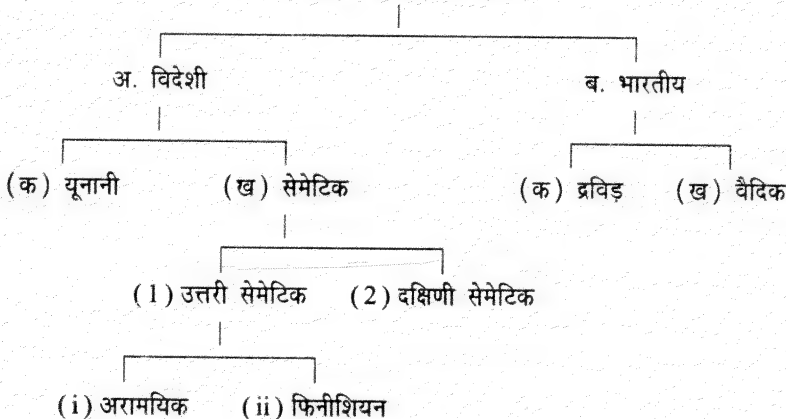 अ. विदेशी ब. भारतीय
(क) यूनानी (ख) सेमेटिक (क) द्रविड़ (ख) वैदिक
(1) उत्तरी सेमेटिक (2) दक्षिणी सेमेटिक
(i) अरामयिक (ii) फिनीशियन